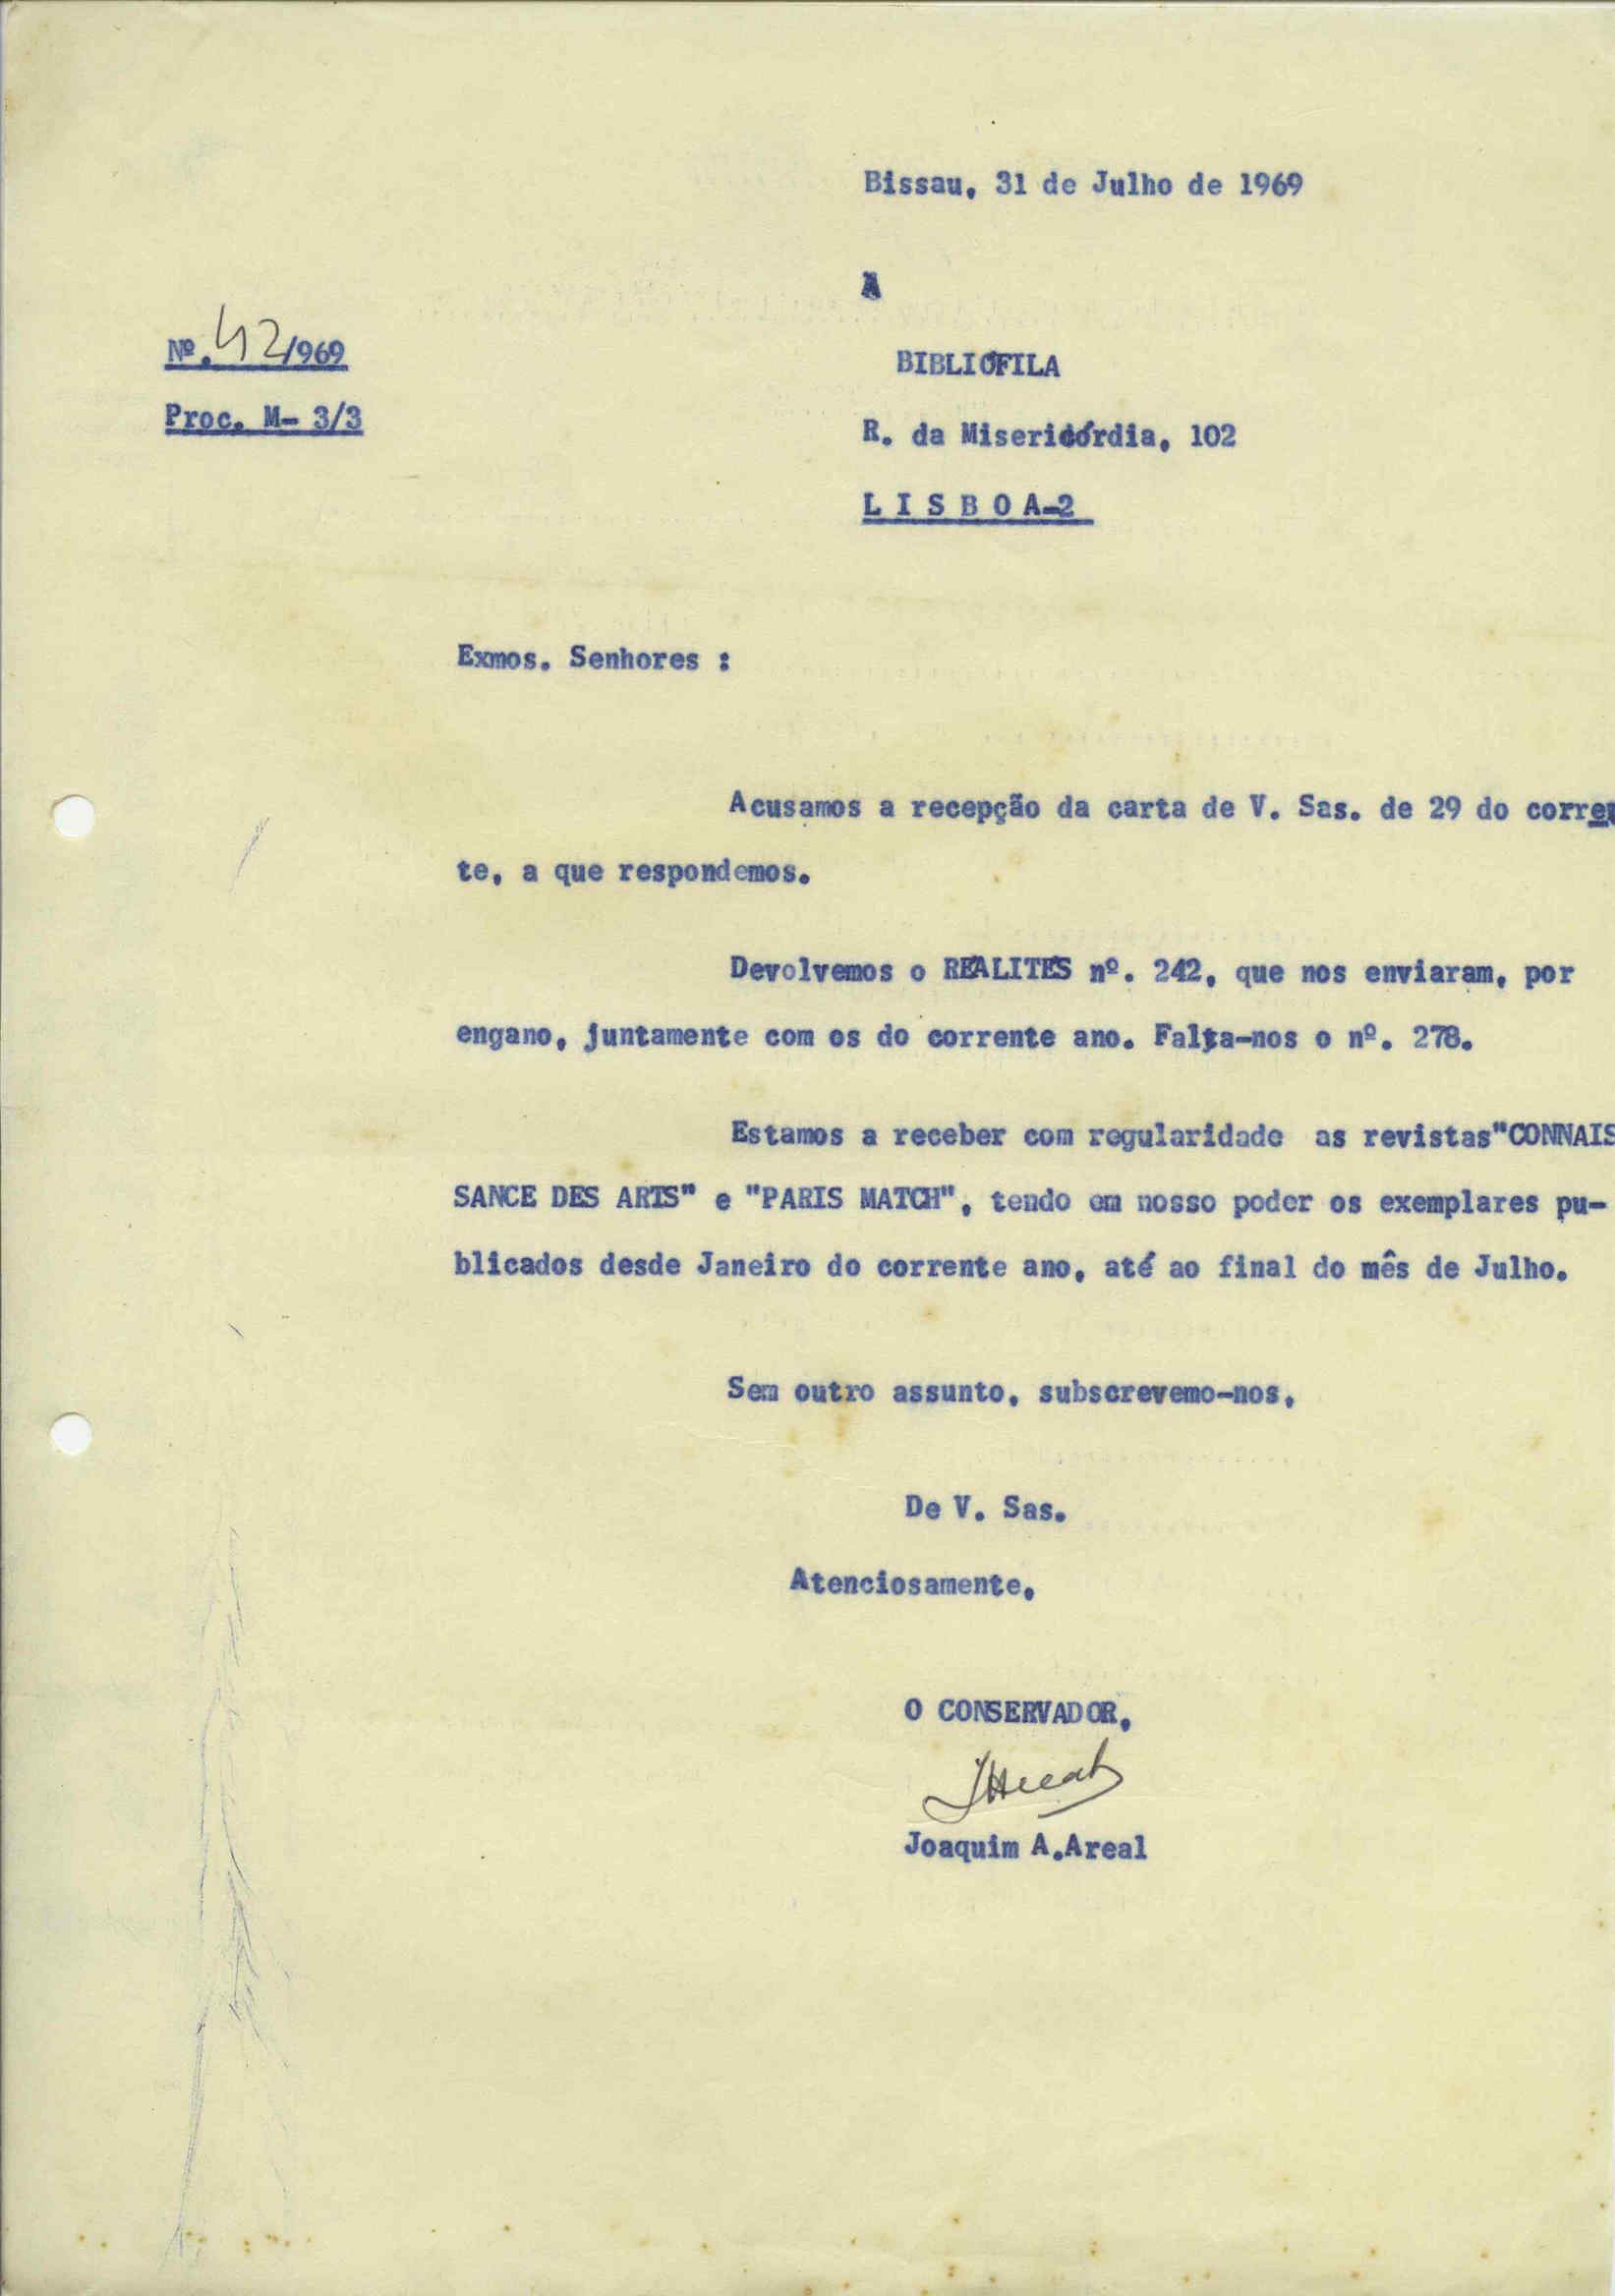 Bissau, 31 de Julho de 1969
A
Nº. 42/969
BIBLIÓFILA
Proc. M- 3/3
R. da Misericórdia, 102
L I S B O A-2
Exmos. Senhores :
Acusamos a recepção da carta de V. Sas. de 29 do corren
te, a que respondemos.
Devolvemos o RÉALITÉS nº. 242, que nos enviaram, por
engano, juntamente com os do corrente ano. Falta-nos o nº. 278.
Estamos a receber com regularidade as revistas"CONNAIS
SANCE DES ARTS" e "PARIS MATCH", tendo em nosso poder os exemplares pu-
blicados desde Janeiro do corrente ano, até ao final do mês de Julho.
Sem outro assunto, subscrevemo-nos,
De V. Sas.
Atenciosamente,
O CONSERVADOR,
JAreal
Joaquim A.Areal